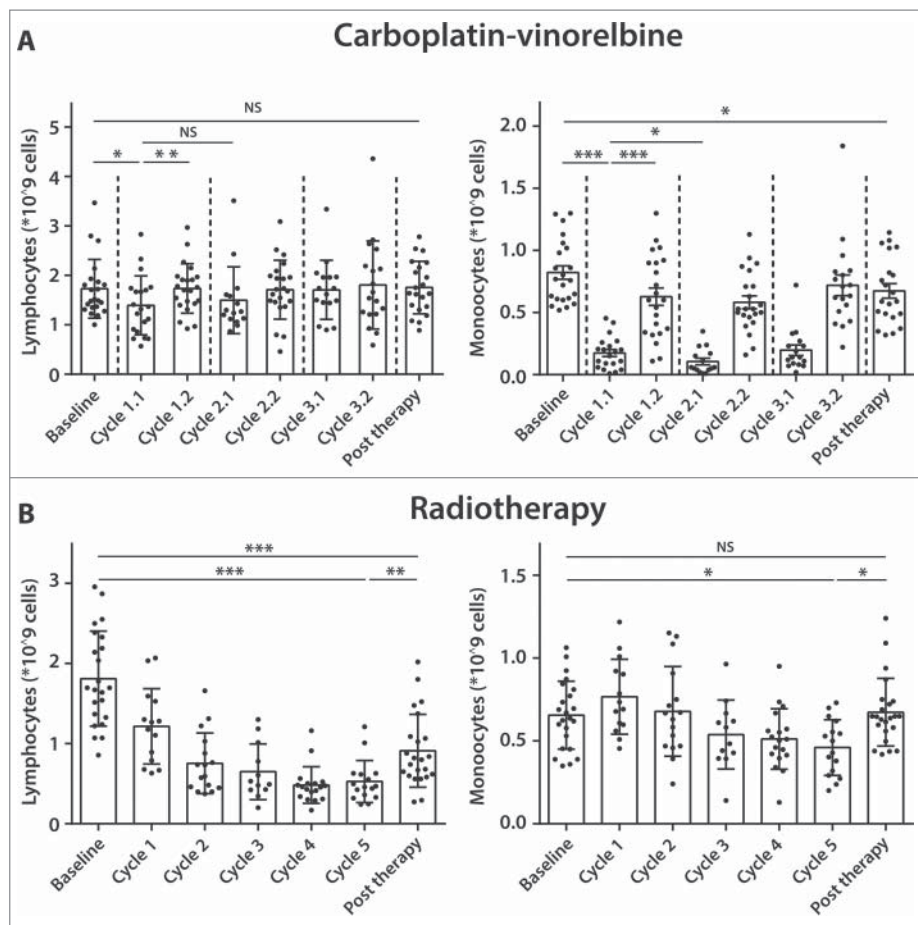 A
Carboplatin-vinorelbine
Lymphocytes (*10^9 cells)
5
4
3
2
1
0
NS
NS
*
* *
Baseline
Cycle 1.1
Cycle 1.2
Cycle 2.1
Cycle 2.2
Cycle 3.1
Cycle 3.2
Post therapy
Monoocytes (*10^9 cells)
2.0
1.5
1.0
0.5
0.0
*
*
***
***
Baseline
Cycle 1.1
Cycle 1.2
Cycle 2.1
Cycle 2.2
Cycle 3.1
Cycle 3.2
Post therapy
B
Radiotherapy
Lymphocytes (*10^9 cells)
3
2
1
0
***
***
**
Baseline
Cycle 1
Cycle 2
Cycle 3
Cycle 4
Cycle 5
Post therapy
Monoocytes (*10^9 cells)
1.5
1.0
0.5
0.0
NS
*
*
Baseline
Cycle 1
Cycle 2
Cycle 3
Cycle 4
Cycle 5
Post therapy